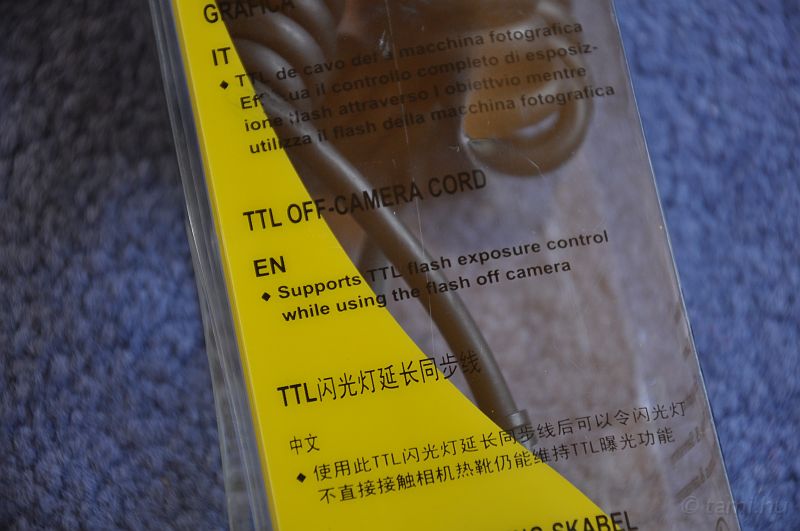 GRAFICA
IT
◆ TTL de cavo del a macchina fotografica
Ef ua il controllo completo di esposiz-
ione flash attraverso l obiettvio mentre
utilizza il flash della macchina fotografica
TTL OFF-CAMERA CORD
EN
◆ Supports TTL flash exposure control
while using the flash off camera
TTL闪光灯延长同步线
中文
◆ 使用此TTL闪光灯延长同步线后可以令闪光灯
不直接接触相机热靴仍能维持TTL曝光功能
SKABEL
© tami.hu